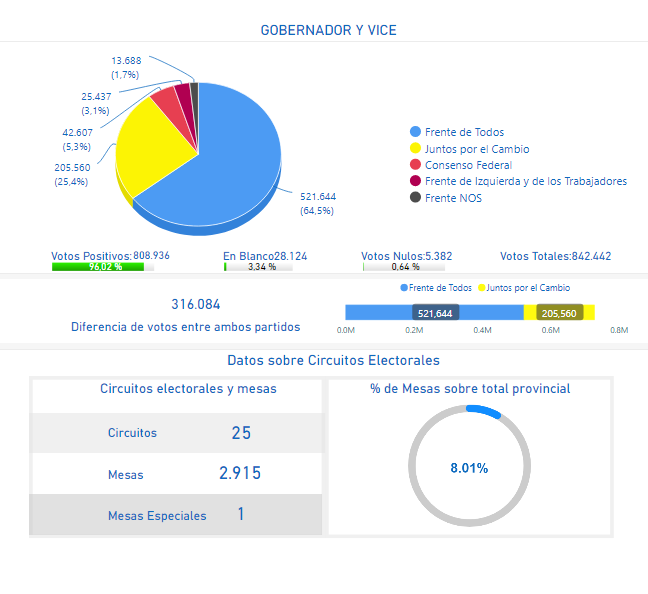 GOBERNADOR Y VICE
13.688
(1,7%)
25.437
(3,1%)
42.607
(5,3%)
205.560
(25,4%)
521.644
(64,5%)
Frente de Todos
Juntos por el Cambio
Consenso Federal
Frente de Izquierda y de los Trabajadores
Frente NOS
Votos Positivos:808.936
96,02 %
En Blanco28.124
3,34 %
Votos Nulos:5.382
0,64 %
Votos Totales:842.442
316.084
Diferencia de votos entre ambos partidos
Frente de Todos Juntos por el Cambio
521,644 205,560
0.0M 0.2M 0.4M 0.6M 0.8M
Datos sobre Circuitos Electorales
Circuitos electorales y mesas
Circuitos 25
Mesas 2.915
Mesas Especiales 1
% de Mesas sobre total provincial
8.01%